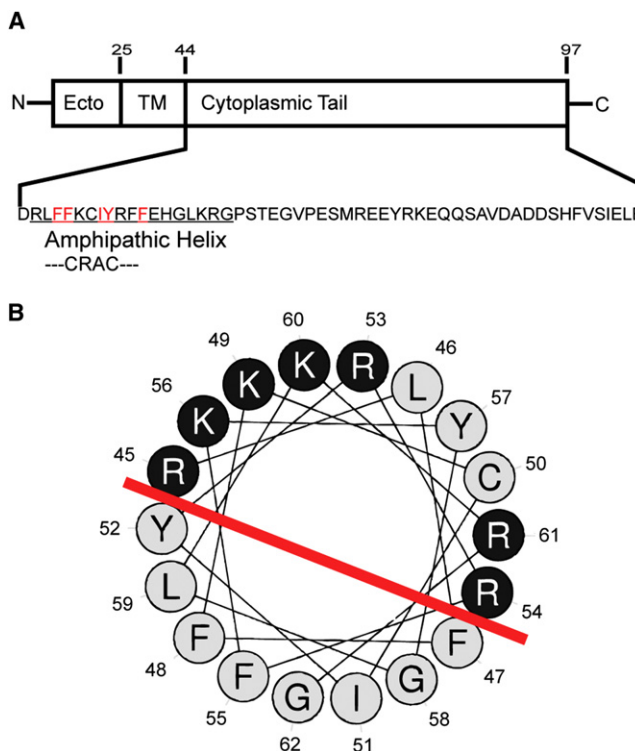 A
25 44 97
N Ecto TM Cytoplasmic Tail C
DRLFFKCIYRFFEHGLKRGPSTEGVPESMREEYRKEQQSAVDADDSHFVSIELE
Amphipathic Helix
---CRAC---
B
60 53
49 K R 46
K L
56 57
K Y
45 50
R C
52 Y R 61
59 L R 54
48 F F 47
55 F G 58
G I
62 51